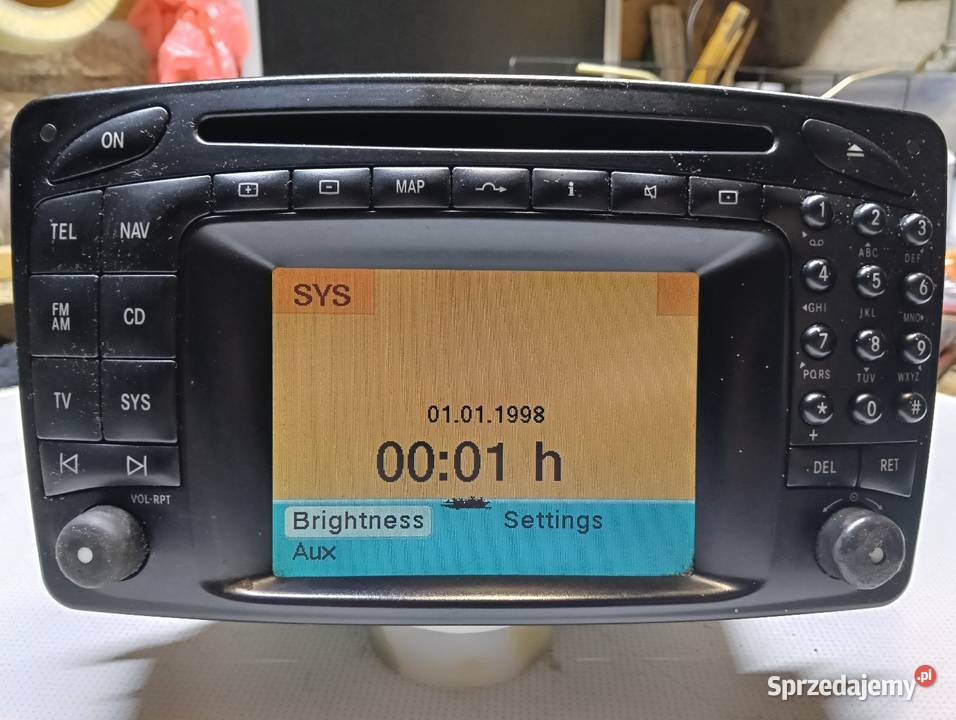 ON
MAP
i
TEL
NAV
FM
AM
CD
TV
SYS
VOL·RPT
SYS
01.01.1998
00:01 h
Brightness
Settings
Aux
1
2
3
ABC
DEF
4
5
6
GHI
JKL
MNO
7
8
9
PQRS
TUV
WXYZ
*
0
#
+
DEL
RET
Sprzedajemy.pl